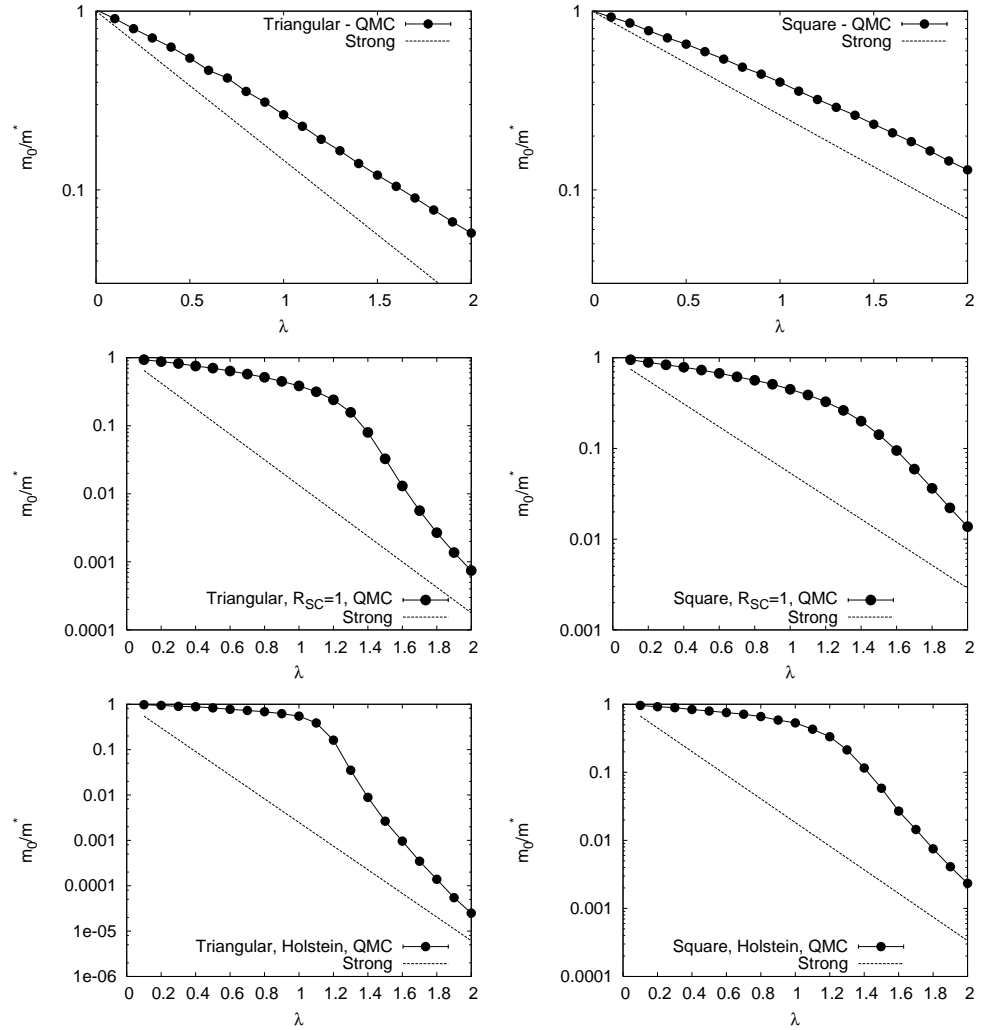 1
0.1
0
0.5
1
1.5
2
m0/m*
λ
Triangular - QMC
Strong
1
0.1
0
0.5
1
1.5
2
m0/m*
λ
Square - QMC
Strong
1
0.1
0.01
0.001
0.0001
0 0.2 0.4 0.6 0.8 1 1.2 1.4 1.6 1.8 2
m0/m*
λ
Triangular, RSC=1, QMC
Strong
1
0.1
0.01
0.001
0 0.2 0.4 0.6 0.8 1 1.2 1.4 1.6 1.8 2
m0/m*
λ
Square, RSC=1, QMC
Strong
1
0.1
0.01
0.001
0.0001
1e-05
1e-06
0 0.2 0.4 0.6 0.8 1 1.2 1.4 1.6 1.8 2
m0/m*
λ
Triangular, Holstein, QMC
Strong
1
0.1
0.01
0.001
0.0001
0 0.2 0.4 0.6 0.8 1 1.2 1.4 1.6 1.8 2
m0/m*
λ
Square, Holstein, QMC
Strong